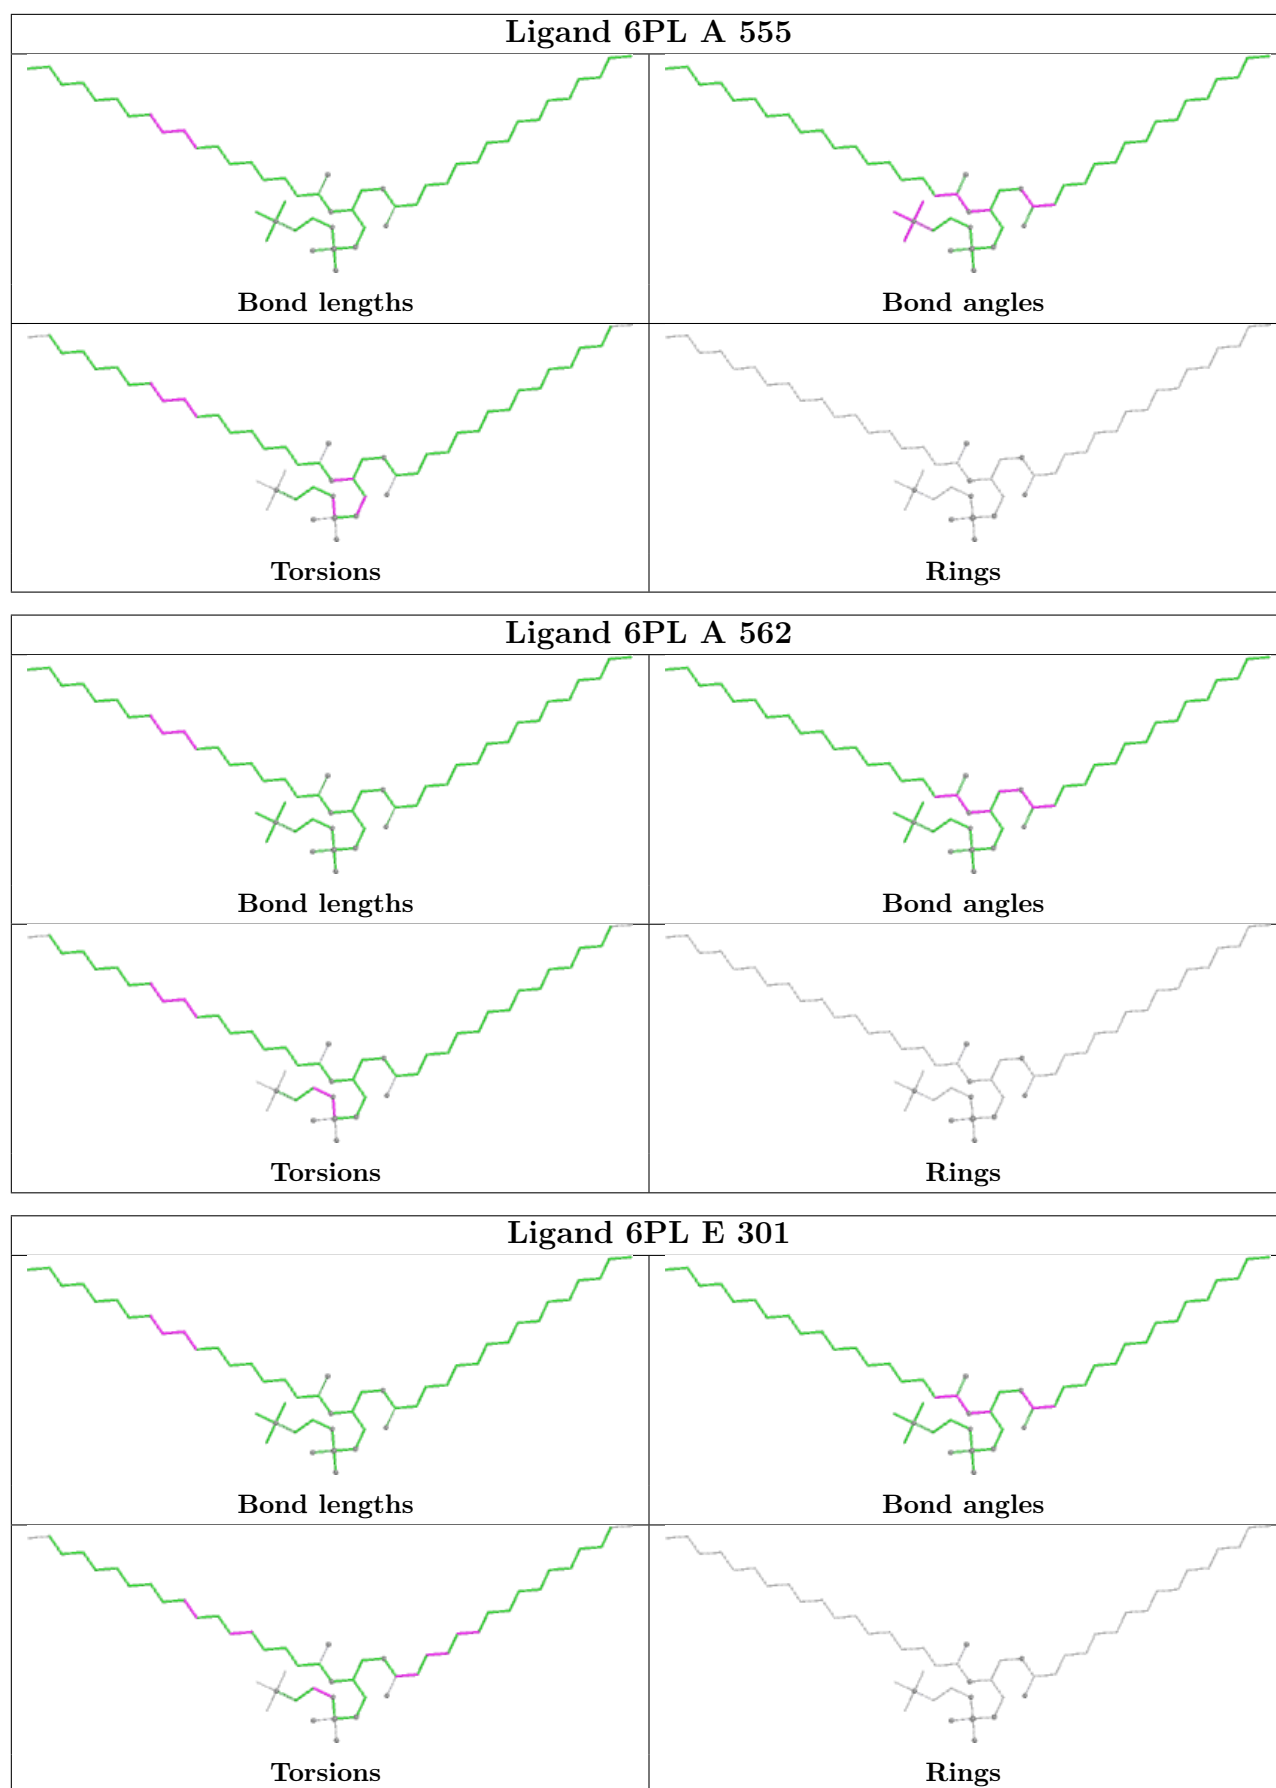 Ligand 6PL A 555
Bond lengths
Bond angles
Torsions
Rings
Ligand 6PL A 562
Bond lengths
Bond angles
Torsions
Rings
Ligand 6PL E 301
Bond lengths
Bond angles
Torsions
Rings